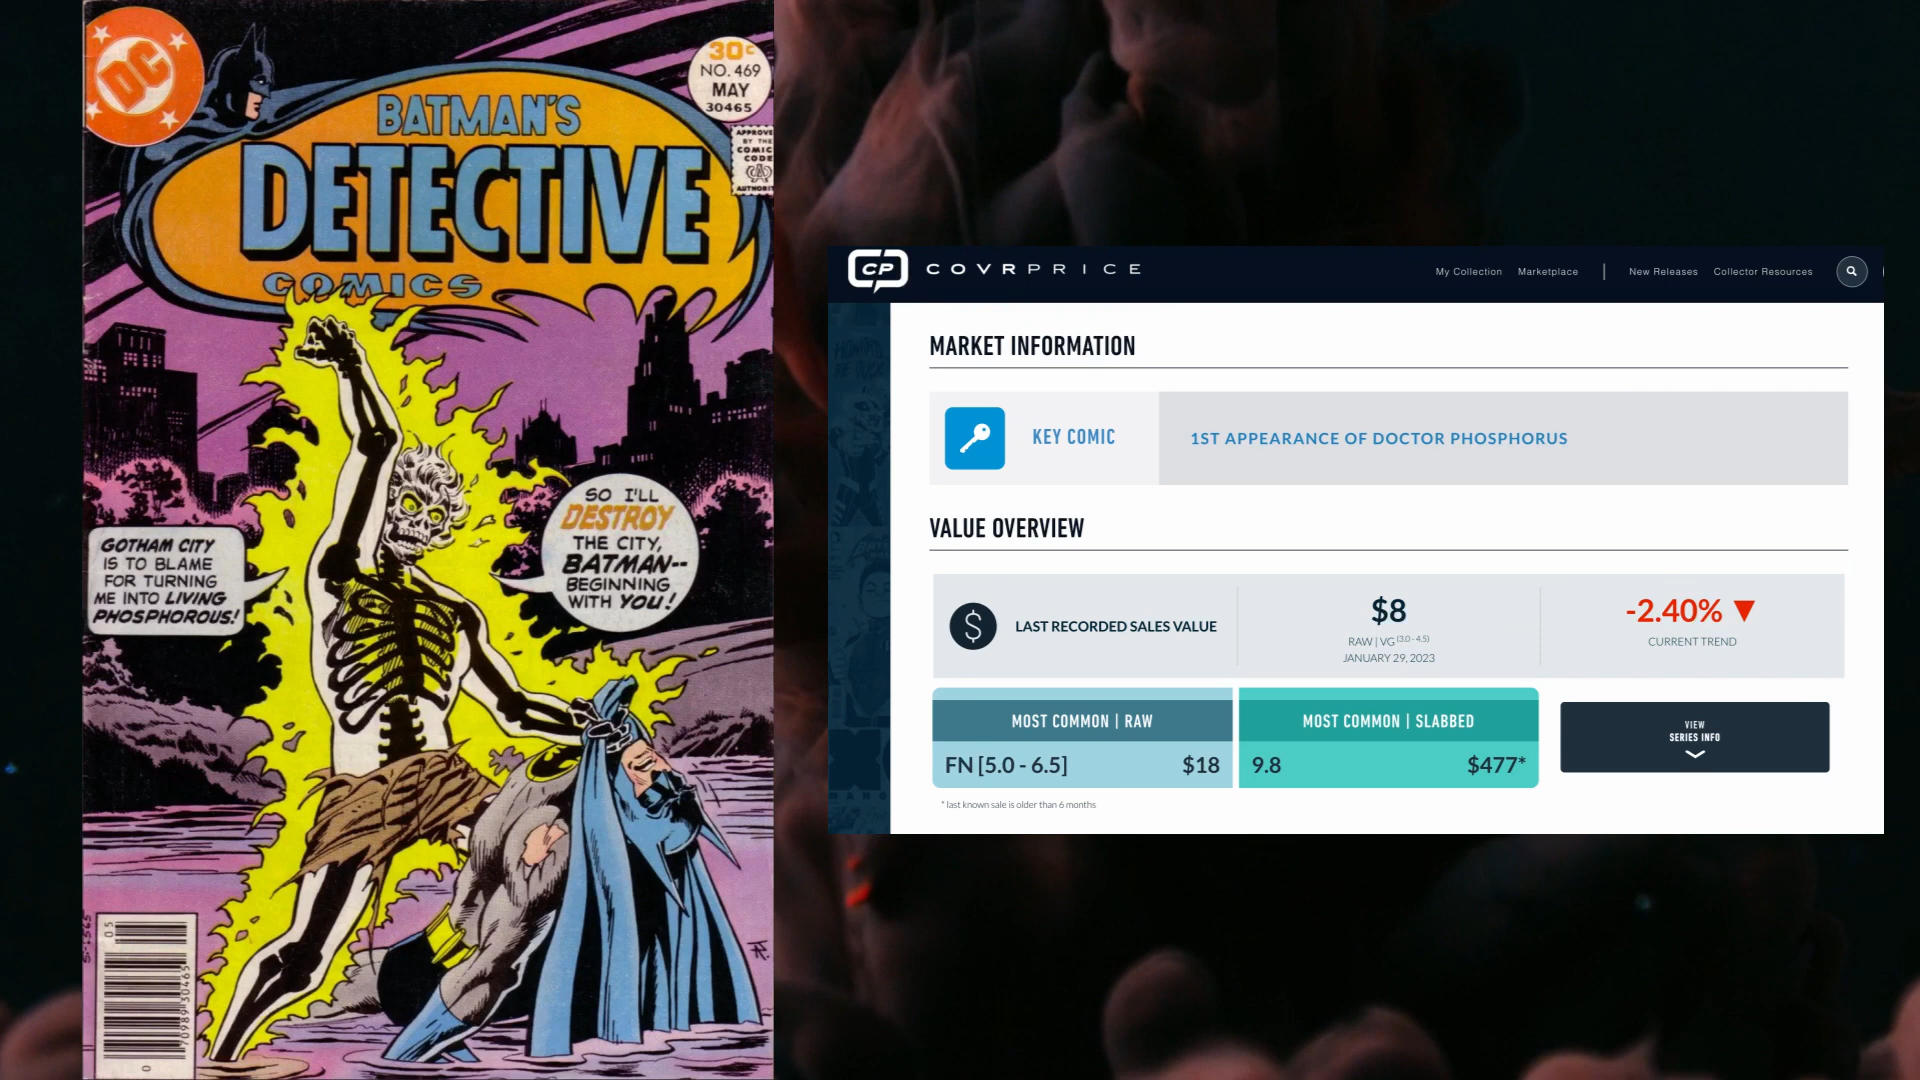 DC
30¢
NO. 469
MAY
30465
APPROVED
BY THE
COMICS
CODE
AUTHORITY
BATMAN'S
DETECTIVE
COMICS
GOTHAM CITY
IS TO BLAME
FOR TURNING
ME INTO LIVING
PHOSPHOROUS!
SO I'LL
DESTROY
THE CITY,
BATMAN--
BEGINNING
WITH YOU!
05
70989 30465
0
CP COVRPRICE
My Collection Marketplace | New Releases Collector Resources
MARKET INFORMATION
KEY COMIC
1ST APPEARANCE OF DOCTOR PHOSPHORUS
VALUE OVERVIEW
$ LAST RECORDED SALES VALUE
$8
RAW | VG (3.0 - 4.5)
JANUARY 29, 2023
-2.40% ▼
CURRENT TREND
MOST COMMON | RAW
FN [5.0 - 6.5] $18
MOST COMMON | SLABBED
9.8 $477*
VIEW
SERIES INFO
* last known sale is older than 6 months